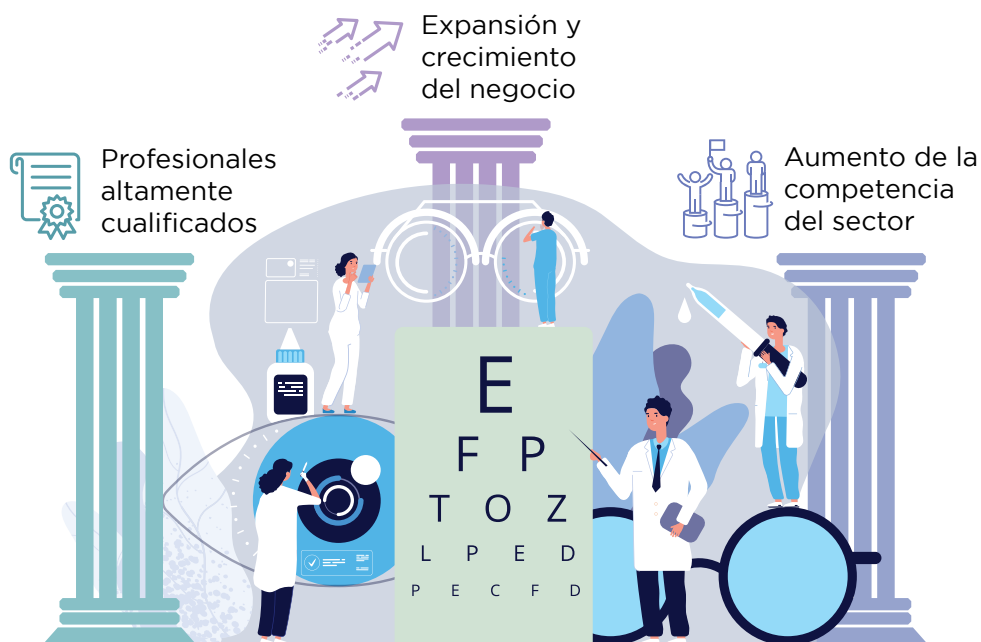 Expansión y
crecimiento
del negocio
Profesionales
altamente
cualificados
Aumento de la
competencia
del sector
E
F P
T O Z
L P E D
P E C F D